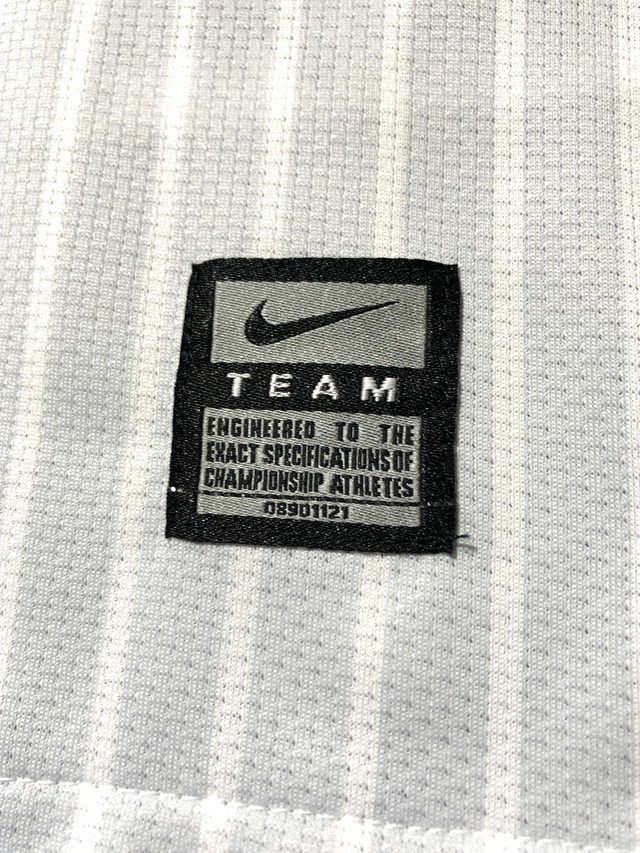 TEAM
ENGINEERED TO THE
EXACT SPECIFICATIONS OF
CHAMPIONSHIP ATHLETES
08901121